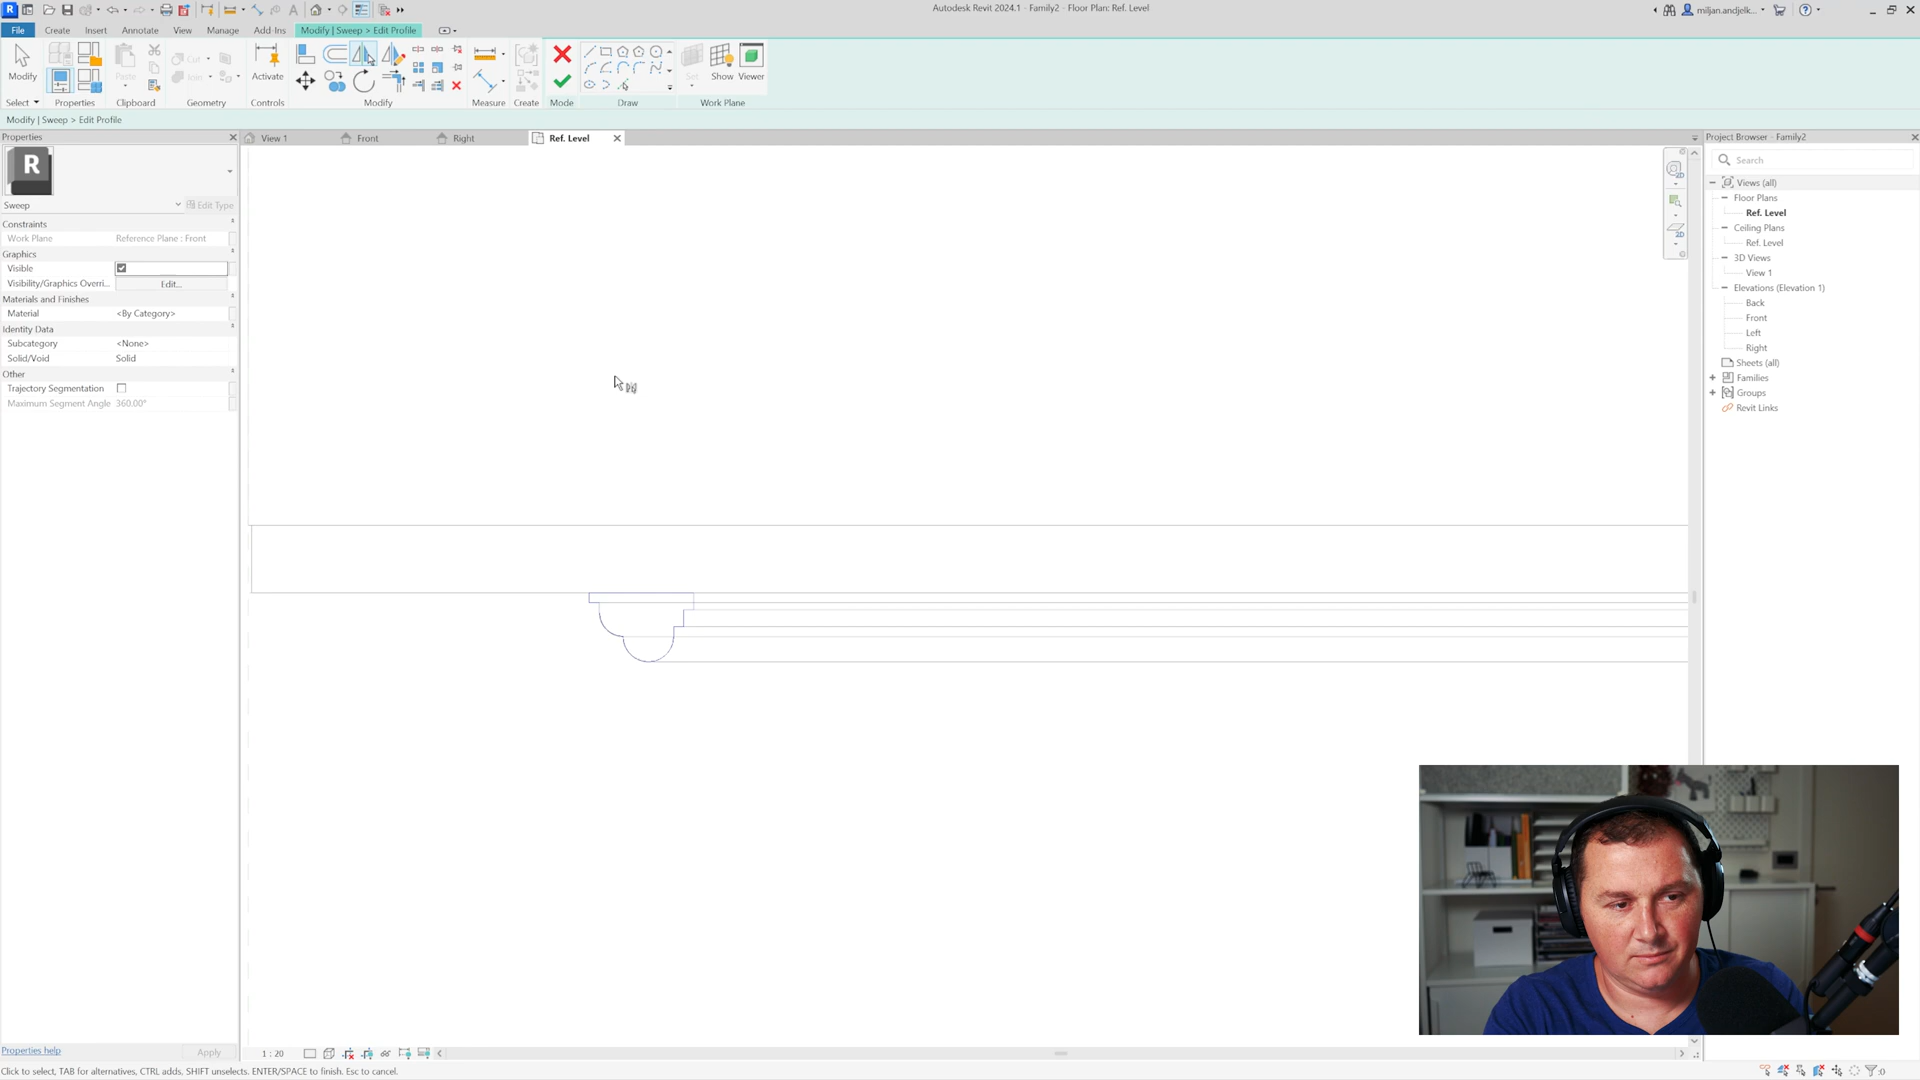 Autodesk Revit 2024.1 - Family2 - Floor Plan: Ref. Level
miljan.andjelk...
File Create Insert Annotate View Manage Add-Ins Modify | Sweep > Edit Profile
Modify Paste Cut Join Activate Set Show Viewer
Select Properties Clipboard Geometry Controls Modify Measure Create Mode Draw Work Plane
Modify | Sweep > Edit Profile
Properties
View 1 Front Right Ref. Level
R
Sweep Edit Type
Constraints
Work Plane Reference Plane : Front
Graphics
Visible
Visibility/Graphics Overri... Edit...
Materials and Finishes
Material <By Category>
Identity Data
Subcategory <None>
Solid/Void Solid
Other
Trajectory Segmentation
Maximum Segment Angle 360.00°
Project Browser - Family2
Search
Views (all)
Floor Plans
Ref. Level
Ceiling Plans
Ref. Level
3D Views
View 1
Elevations (Elevation 1)
Back
Front
Left
Right
Sheets (all)
Families
Groups
Revit Links
Properties help Apply
1 : 20
Click to select, TAB for alternatives, CTRL adds, SHIFT unselects. ENTER/SPACE to finish. Esc to cancel.
:0